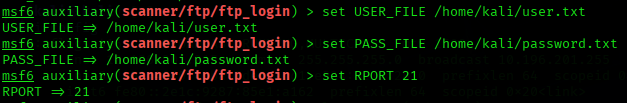 msf6 auxiliary(scanner/ftp/ftp_login) > set USER_FILE /home/kali/user.txt
USER_FILE => /home/kali/user.txt
msf6 auxiliary(scanner/ftp/ftp_login) > set PASS_FILE /home/kali/password.txt
PASS_FILE => /home/kali/password.txt
msf6 auxiliary(scanner/ftp/ftp_login) > set RPORT 21
RPORT => 21